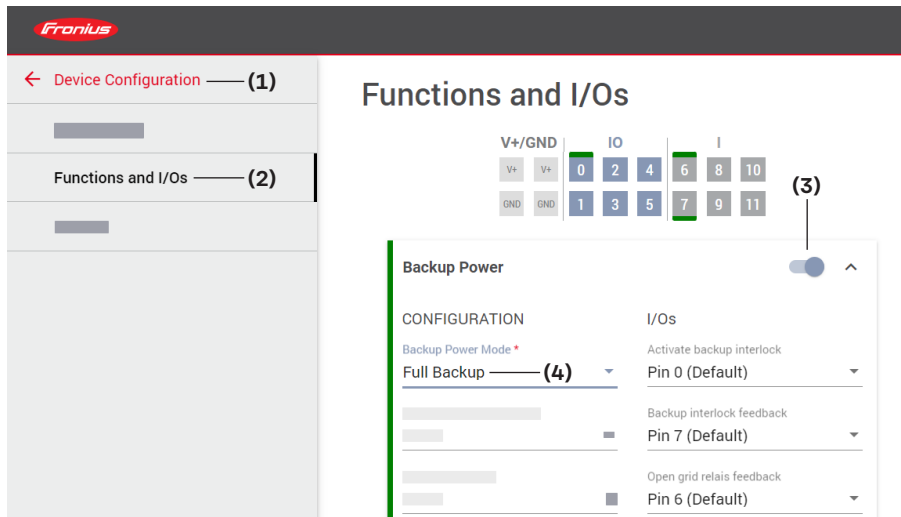 Fronius
Device Configuration (1)
Functions and I/Os (2)
Functions and I/Os
V+/GND IO I
V+ V+ 0 2 4 6 8 10
GND GND 1 3 5 7 9 11
(3)
Backup Power
CONFIGURATION
Backup Power Mode *
Full Backup (4)
I/Os
Activate backup interlock
Pin 0 (Default)
Backup interlock feedback
Pin 7 (Default)
Open grid relais feedback
Pin 6 (Default)